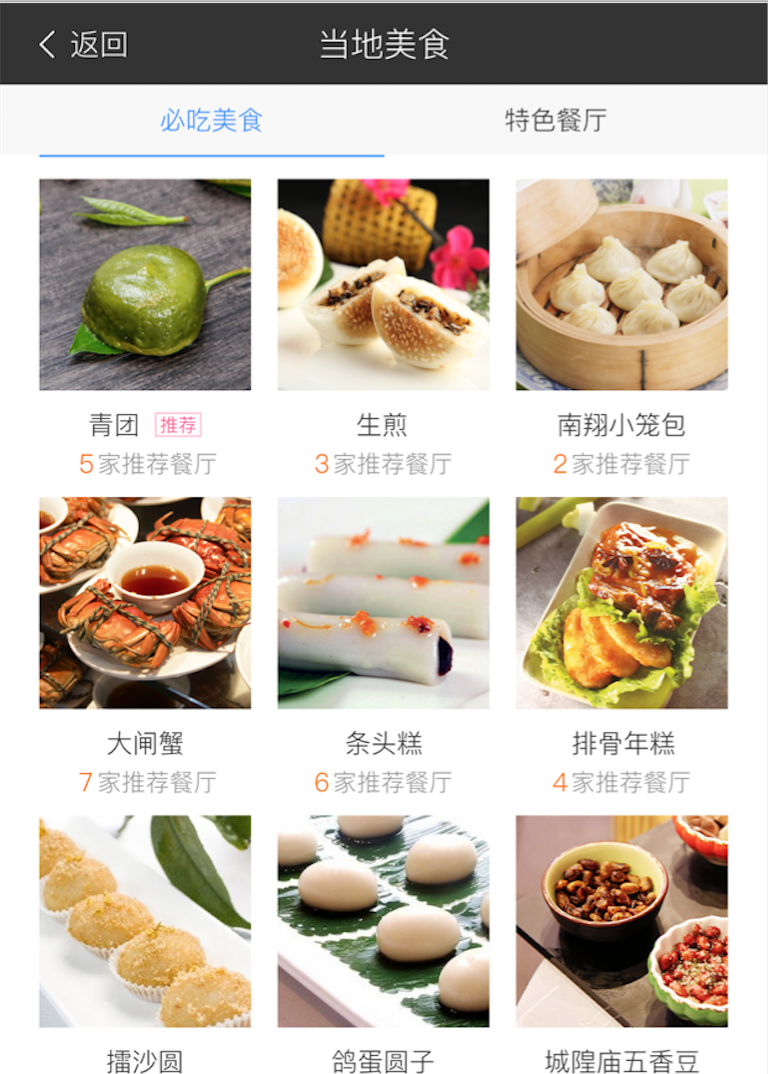 返回
当地美食
必吃美食 特色餐厅
青团 推荐 生煎 南翔小笼包
5家推荐餐厅 3家推荐餐厅 2家推荐餐厅
大闸蟹 条头糕 排骨年糕
7家推荐餐厅 6家推荐餐厅 4家推荐餐厅
擂沙圆 鸽蛋圆子 城隍庙五香豆